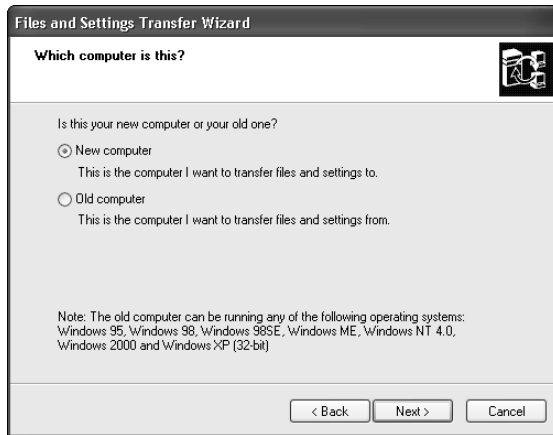 Files and Settings Transfer Wizard
Which computer is this?
Is this your new computer or your old one?
New computer
This is the computer I want to transfer files and settings to.
Old computer
This is the computer I want to transfer files and settings from.
Note: The old computer can be running any of the following operating systems:
Windows 95, Windows 98, Windows 98SE, Windows ME, Windows NT 4.0,
Windows 2000 and Windows XP (32-bit)
< Back Next > Cancel